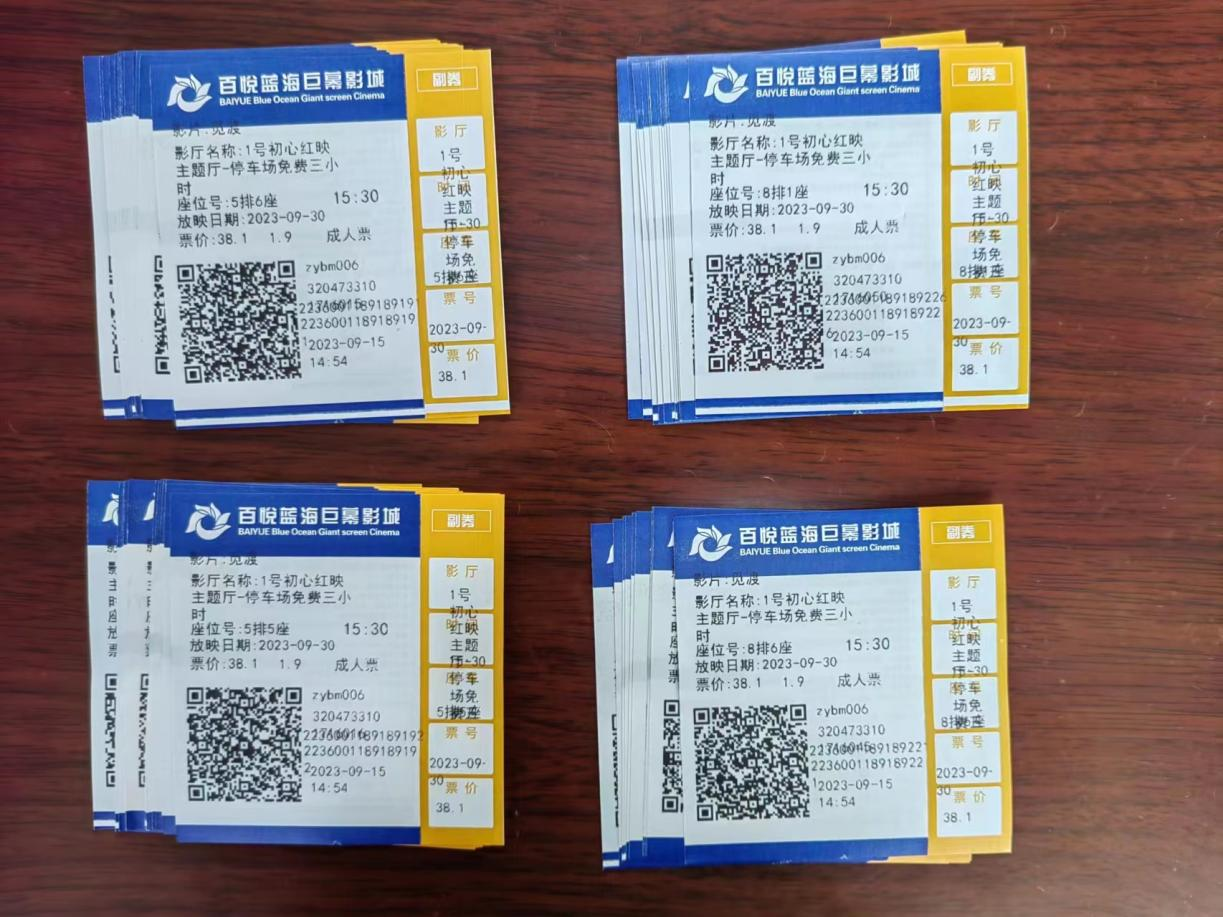 百悦蓝海巨幕影城
BAIYUE Blue Ocean Giant screen Cinema
副券
影片:觅渡
影厅名称:1号初心红映
主题厅-停车场免费三小
时
座位号:5排6座 15:30
放映日期:2023-09-30
票价:38.1 1.9 成人票
zybm006
320473310
223600118918919
1
2023-09-15
14:54
影厅
1号
初心
红映
主题
停车
场免
票号
2023-09-
30
票价
38.1
百悦蓝海巨幕影城
BAIYUE Blue Ocean Giant screen Cinema
副券
影片:觅渡
影厅名称:1号初心红映
主题厅-停车场免费三小
时
座位号:8排1座 15:30
放映日期:2023-09-30
票价:38.1 1.9 成人票
zybm006
320473310
223600118918922
6
2023-09-15
14:54
影厅
1号
初心
红映
主题
停车
场免
票号
2023-09-
30
票价
38.1
百悦蓝海巨幕影城
BAIYUE Blue Ocean Giant screen Cinema
副券
影片:觅渡
影厅名称:1号初心红映
主题厅-停车场免费三小
时
座位号:5排5座 15:30
放映日期:2023-09-30
票价:38.1 1.9 成人票
zybm006
320473310
223600118918919
2
2023-09-15
14:54
影厅
1号
初心
红映
主题
停车
场免
票号
2023-09-
30
票价
38.1
百悦蓝海巨幕影城
BAIYUE Blue Ocean Giant screen Cinema
副券
影片:觅渡
影厅名称:1号初心红映
主题厅-停车场免费三小
时
座位号:8排6座 15:30
放映日期:2023-09-30
票价:38.1 1.9 成人票
zybm006
320473310
223600118918922
1
2023-09-15
14:54
影厅
1号
初心
红映
主题
停车
场免
票号
2023-09-
30
票价
38.1